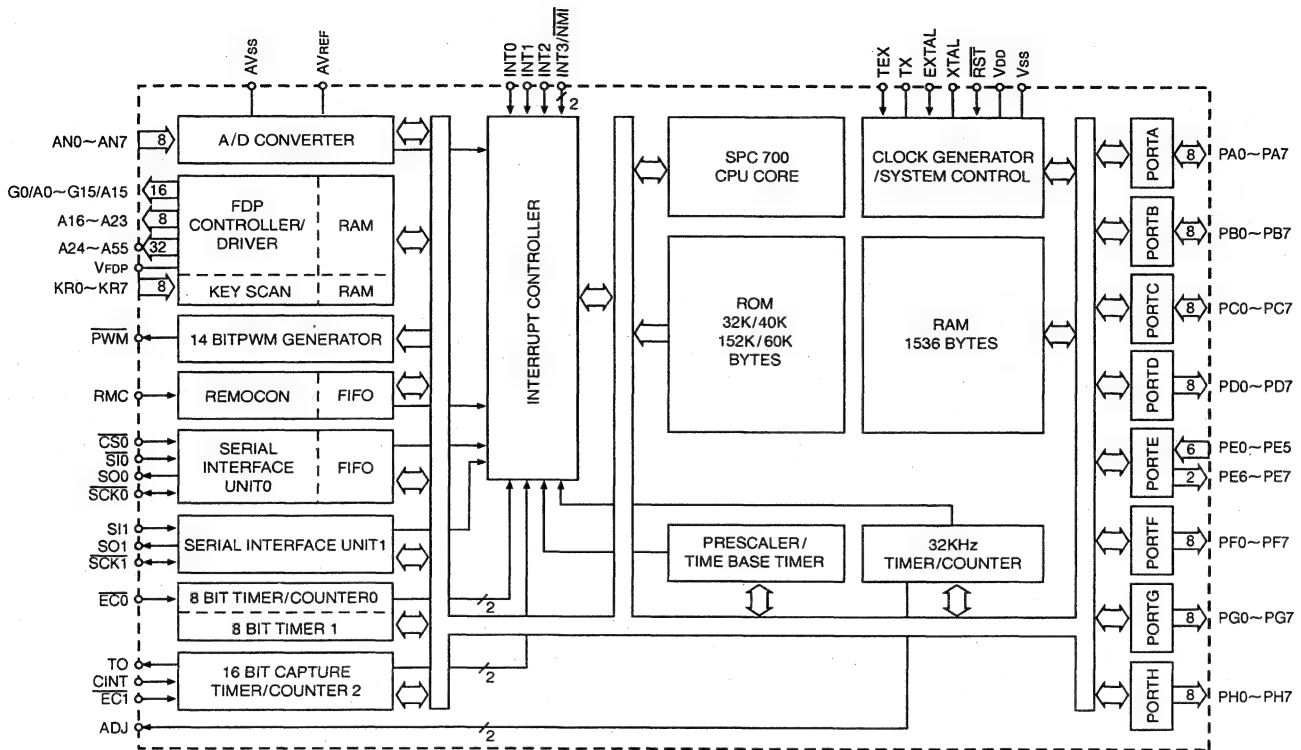 AVSS
AVREF
INT0
INT1
INT2
INT3/NMI
2
TEX
TX
EXTAL
XTAL
RST
VDD
VSS
AN0~AN7
8
A/D CONVERTER
G0/A0~G15/A15
16
A16~A23
8
A24~A55
32
VFDP
KR0~KR7
8
FDP
CONTROLLER/
DRIVER
RAM
KEY SCAN
RAM
PWM
14 BITPWM GENERATOR
RMC
REMOCON
FIFO
CS0
SI0
SO0
SCK0
SERIAL
INTERFACE
UNIT0
FIFO
SI1
SO1
SCK1
SERIAL INTERFACE UNIT1
EC0
8 BIT TIMER/COUNTER0
8 BIT TIMER 1
2
TO
CINT
EC1
16 BIT CAPTURE
TIMER/COUNTER 2
2
ADJ
2
INTERRUPT CONTROLLER
SPC 700
CPU CORE
CLOCK GENERATOR
/SYSTEM CONTROL
ROM
32K/40K
152K/60K
BYTES
RAM
1536 BYTES
PRESCALER/
TIME BASE TIMER
32KHz
TIMER/COUNTER
PORTA
8
PA0~PA7
PORTB
8
PB0~PB7
PORTC
8
PC0~PC7
PORTD
8
PD0~PD7
PORTE
6
PE0~PE5
2
PE6~PE7
PORTF
8
PF0~PF7
PORTG
8
PG0~PG7
PORTH
8
PH0~PH7